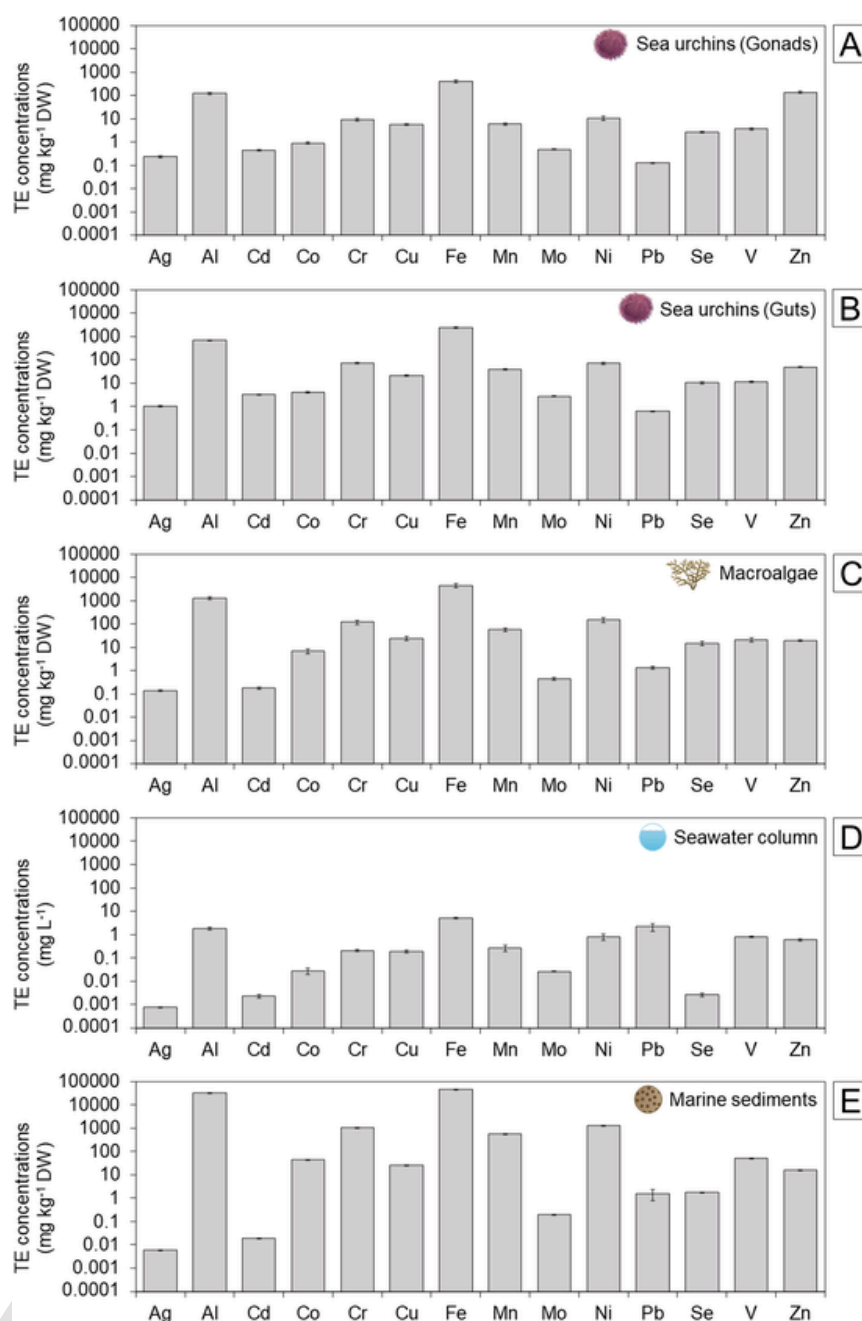 100000
10000
1000
100
10
1
0.1
0.01
0.001
0.0001
TE concentrations
(mg kg⁻¹ DW)
Sea urchins (Gonads)
A
Ag Al Cd Co Cr Cu Fe Mn Mo Ni Pb Se V Zn
100000
10000
1000
100
10
1
0.1
0.01
0.001
0.0001
TE concentrations
(mg kg⁻¹ DW)
Sea urchins (Guts)
B
Ag Al Cd Co Cr Cu Fe Mn Mo Ni Pb Se V Zn
100000
10000
1000
100
10
1
0.1
0.01
0.001
0.0001
TE concentrations
(mg kg⁻¹ DW)
Macroalgae
C
Ag Al Cd Co Cr Cu Fe Mn Mo Ni Pb Se V Zn
100000
10000
1000
100
10
1
0.1
0.01
0.001
0.0001
TE concentrations
(mg L⁻¹)
Seawater column
D
Ag Al Cd Co Cr Cu Fe Mn Mo Ni Pb Se V Zn
100000
10000
1000
100
10
1
0.1
0.01
0.001
0.0001
TE concentrations
(mg kg⁻¹ DW)
Marine sediments
E
Ag Al Cd Co Cr Cu Fe Mn Mo Ni Pb Se V Zn